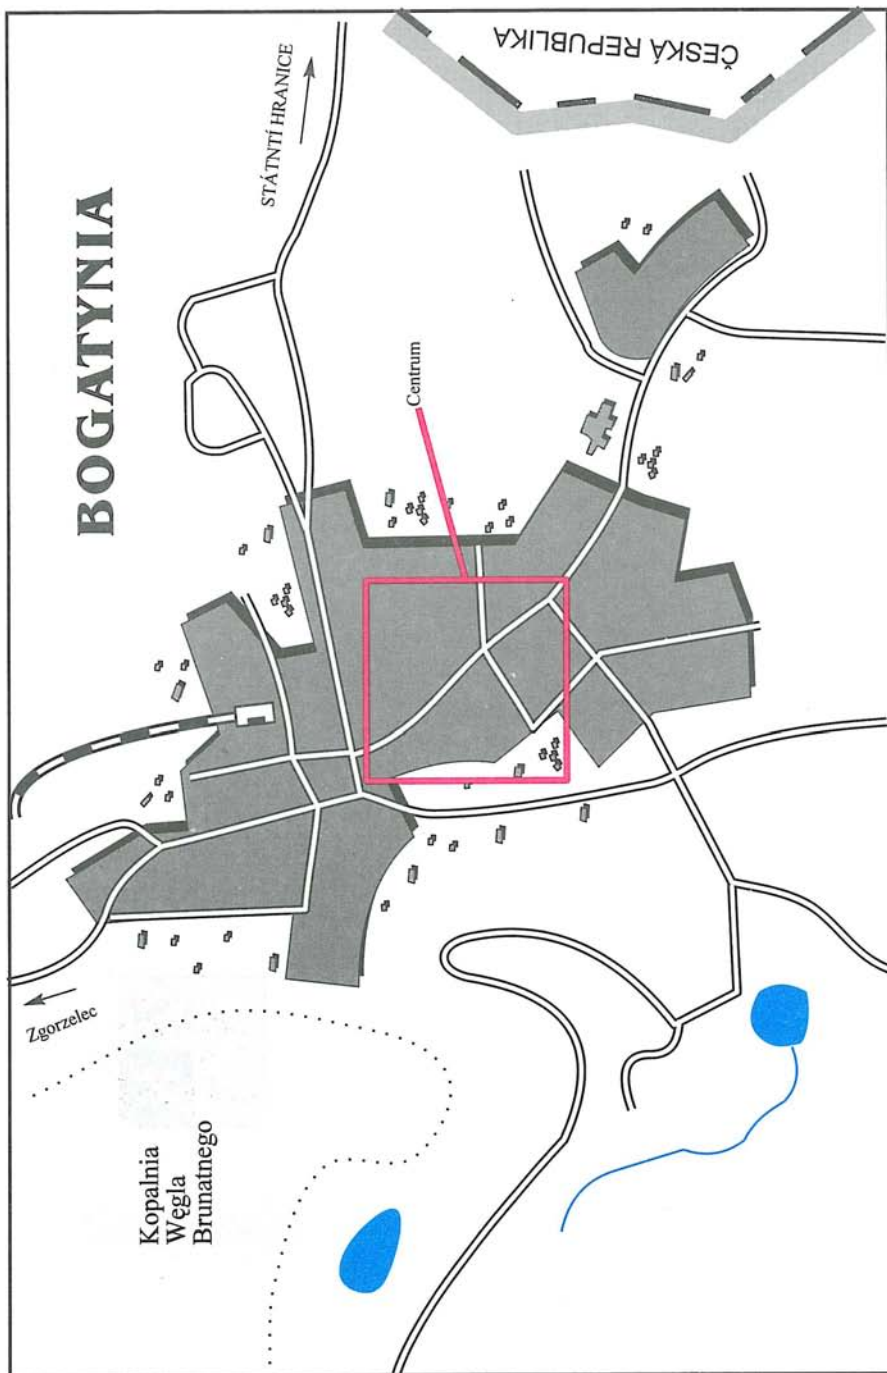 BOGATYNIA
STÁTNTÍ HRANICE
ČESKÁ REPUBLIKA
Centrum
Zgorzelec
Kopalnia
Węgla
Brunatnego